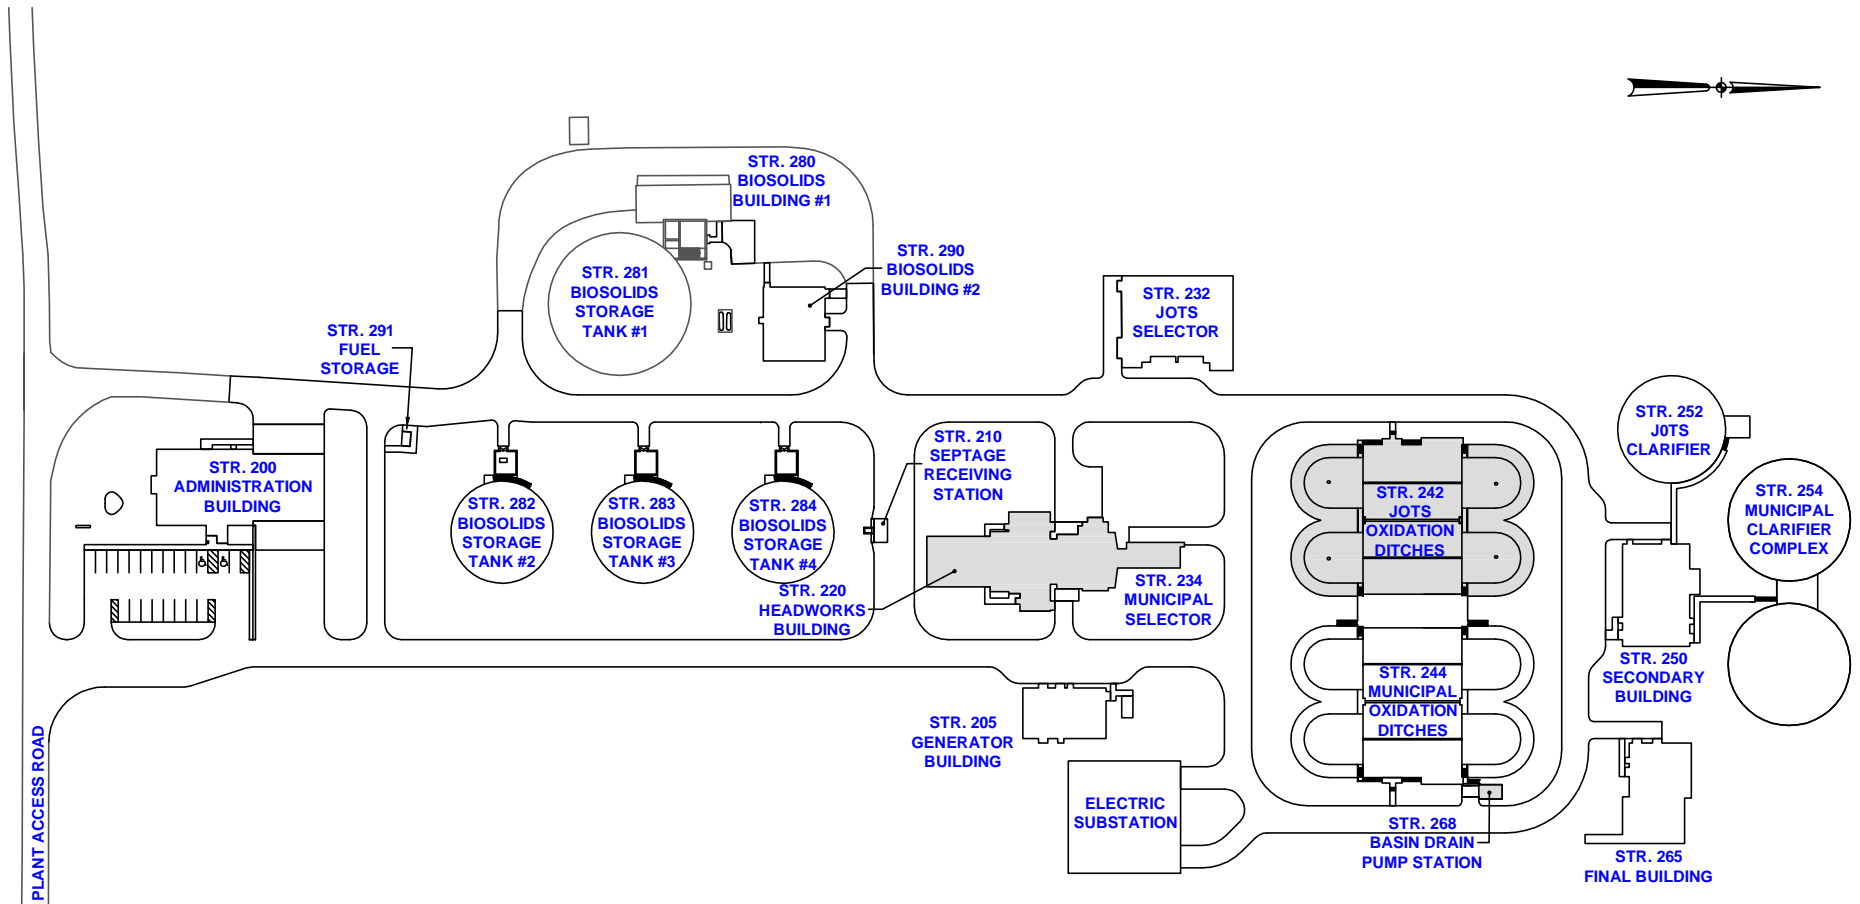 STR. 280
BIOSOLIDS
BUILDING #1
STR. 290
BIOSOLIDS
BUILDING #2
STR. 281
BIOSOLIDS
STORAGE
TANK #1
STR. 232
JOTS
SELECTOR
STR. 291
FUEL
STORAGE
STR. 252
J0TS
CLARIFIER
STR. 210
SEPTAGE
RECEIVING
STATION
STR. 200
ADMINISTRATION
BUILDING
STR. 282
BIOSOLIDS
STORAGE
TANK #2
STR. 283
BIOSOLIDS
STORAGE
TANK #3
STR. 284
BIOSOLIDS
STORAGE
TANK #4
STR. 242
JOTS
OXIDATION
DITCHES
STR. 254
MUNICIPAL
CLARIFIER
COMPLEX
STR. 220
HEADWORKS
BUILDING
STR. 234
MUNICIPAL
SELECTOR
STR. 244
MUNICIPAL
OXIDATION
DITCHES
STR. 250
SECONDARY
BUILDING
STR. 205
GENERATOR
BUILDING
ELECTRIC
SUBSTATION
STR. 268
BASIN DRAIN
PUMP STATION
STR. 265
FINAL BUILDING
PLANT ACCESS ROAD